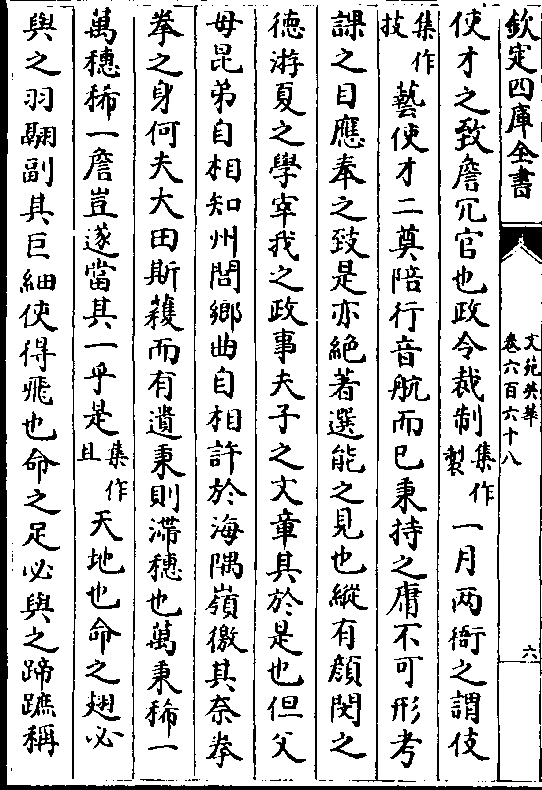 欽定四庫全書
文苑英華
卷六百六十八
六
使才之致詹冗官也政令裁制集作製一月兩衙之謂伎
集作技藝使才二奠陪行音航而已秉持之庸不可形考
課之目應奉之致是亦絶著選能之見也縱有顔閔之
德游夏之學宰我之政事夫子之文章具於是也但父
母昆弟自相知州閭鄉曲自相許於海隅嶺徼其奈拳
拳之身何夫大田斯穫而有遺秉則滯穗也萬秉稀一
萬穗稀一詹豈遂當其一乎是集作且天地也命之翅必
與之羽翮副其巨細使得飛也命之足必與之蹄蹠稱